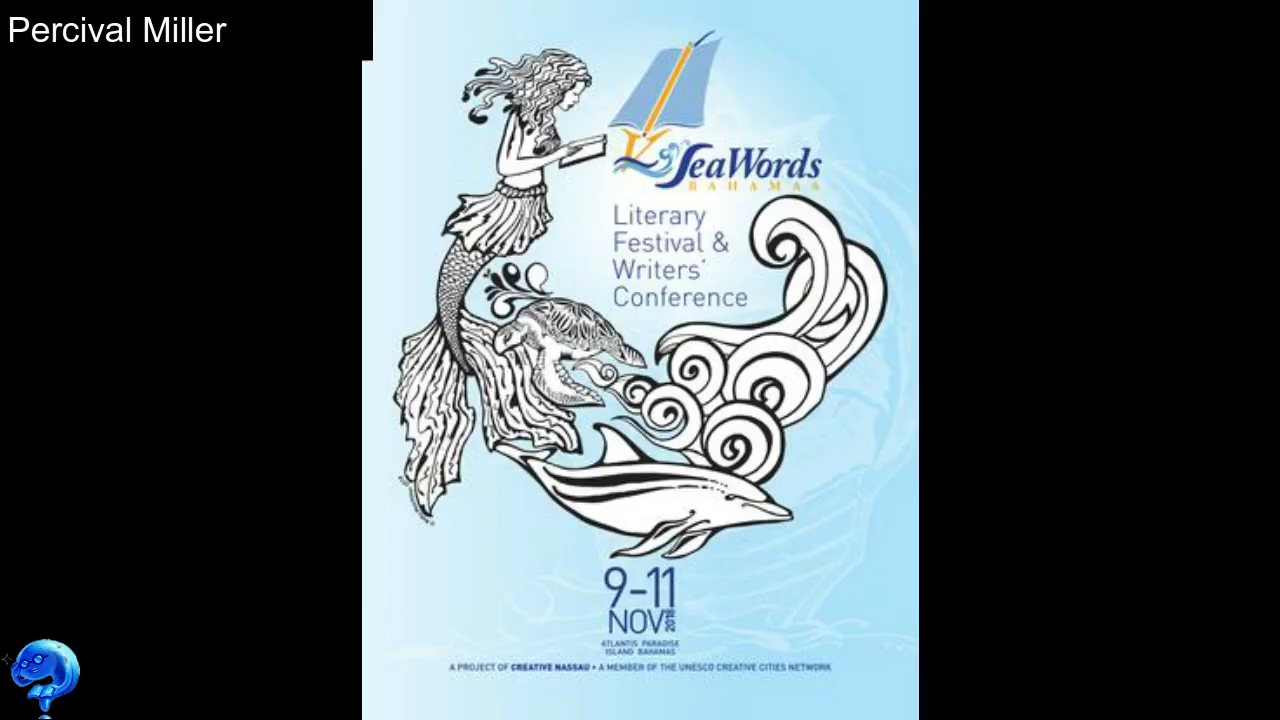 Percival Miller
SeaWords
BAHAMAS
Literary
Festival &
Writers'
Conference
9-11
NOV 2018
ATLANTIS PARADISE
ISLAND BAHAMAS
A PROJECT OF CREATIVE NASSAU • A MEMBER OF THE UNESCO CREATIVE CITIES NETWORK